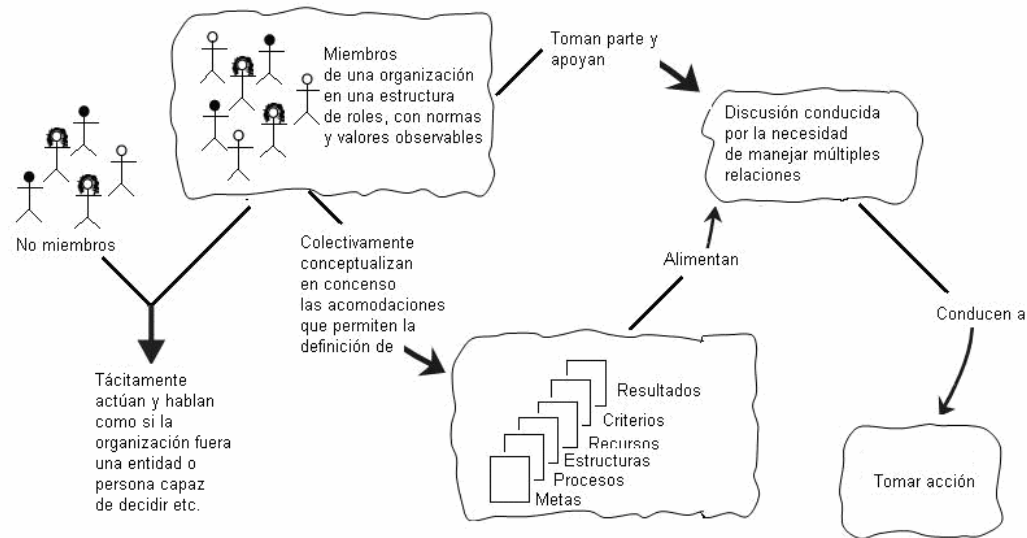 Miembros
de una organización
en una estructura
de roles, con normas
y valores observables
Toman parte y
apoyan
Discusión conducida
por la necesidad
de manejar múltiples
relaciones
No miembros
Colectivamente
conceptualizan
en concenso
las acomodaciones
que permiten la
definición de
Alimentan
Conducen a
Tácitamente
actúan y hablan
como si la
organización fuera
una entidad o
persona capaz
de decidir etc.
Resultados
Criterios
Recursos
Estructuras
Procesos
Metas
Tomar acción